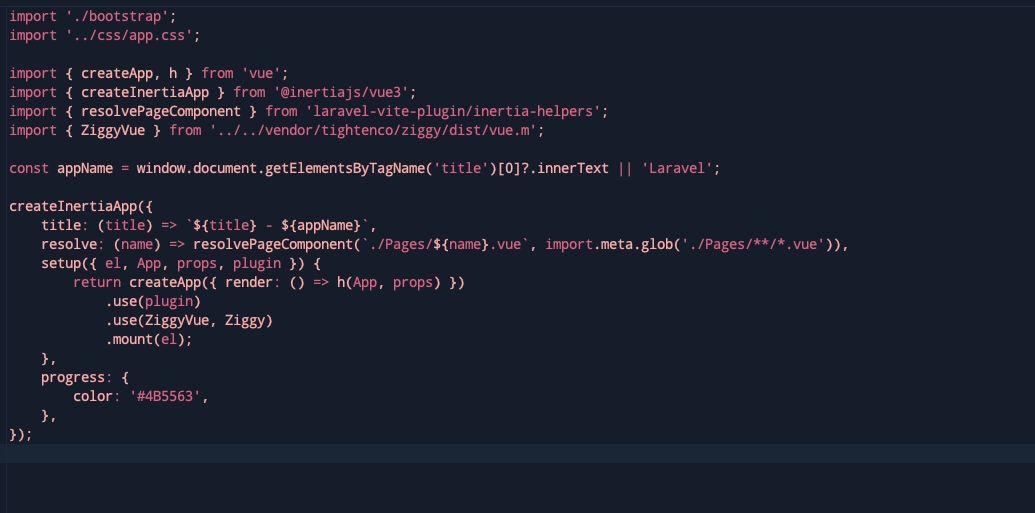 import './bootstrap';
import '../css/app.css';
import { createApp, h } from 'vue';
import { createInertiaApp } from '@inertiajs/vue3';
import { resolvePageComponent } from 'laravel-vite-plugin/inertia-helpers';
import { ZiggyVue } from '../../vendor/tightenco/ziggy/dist/vue.m';
const appName = window.document.getElementsByTagName('title')[0]?.innerText || 'Laravel';
createInertiaApp({
    title: (title) => `${title} - ${appName}`,
    resolve: (name) => resolvePageComponent(`./Pages/${name}.vue`, import.meta.glob('./Pages/**/*.vue')),
    setup({ el, App, props, plugin }) {
        return createApp({ render: () => h(App, props) })
            .use(plugin)
            .use(ZiggyVue, Ziggy)
            .mount(el);
    },
    progress: {
        color: '#4B5563',
    },
});